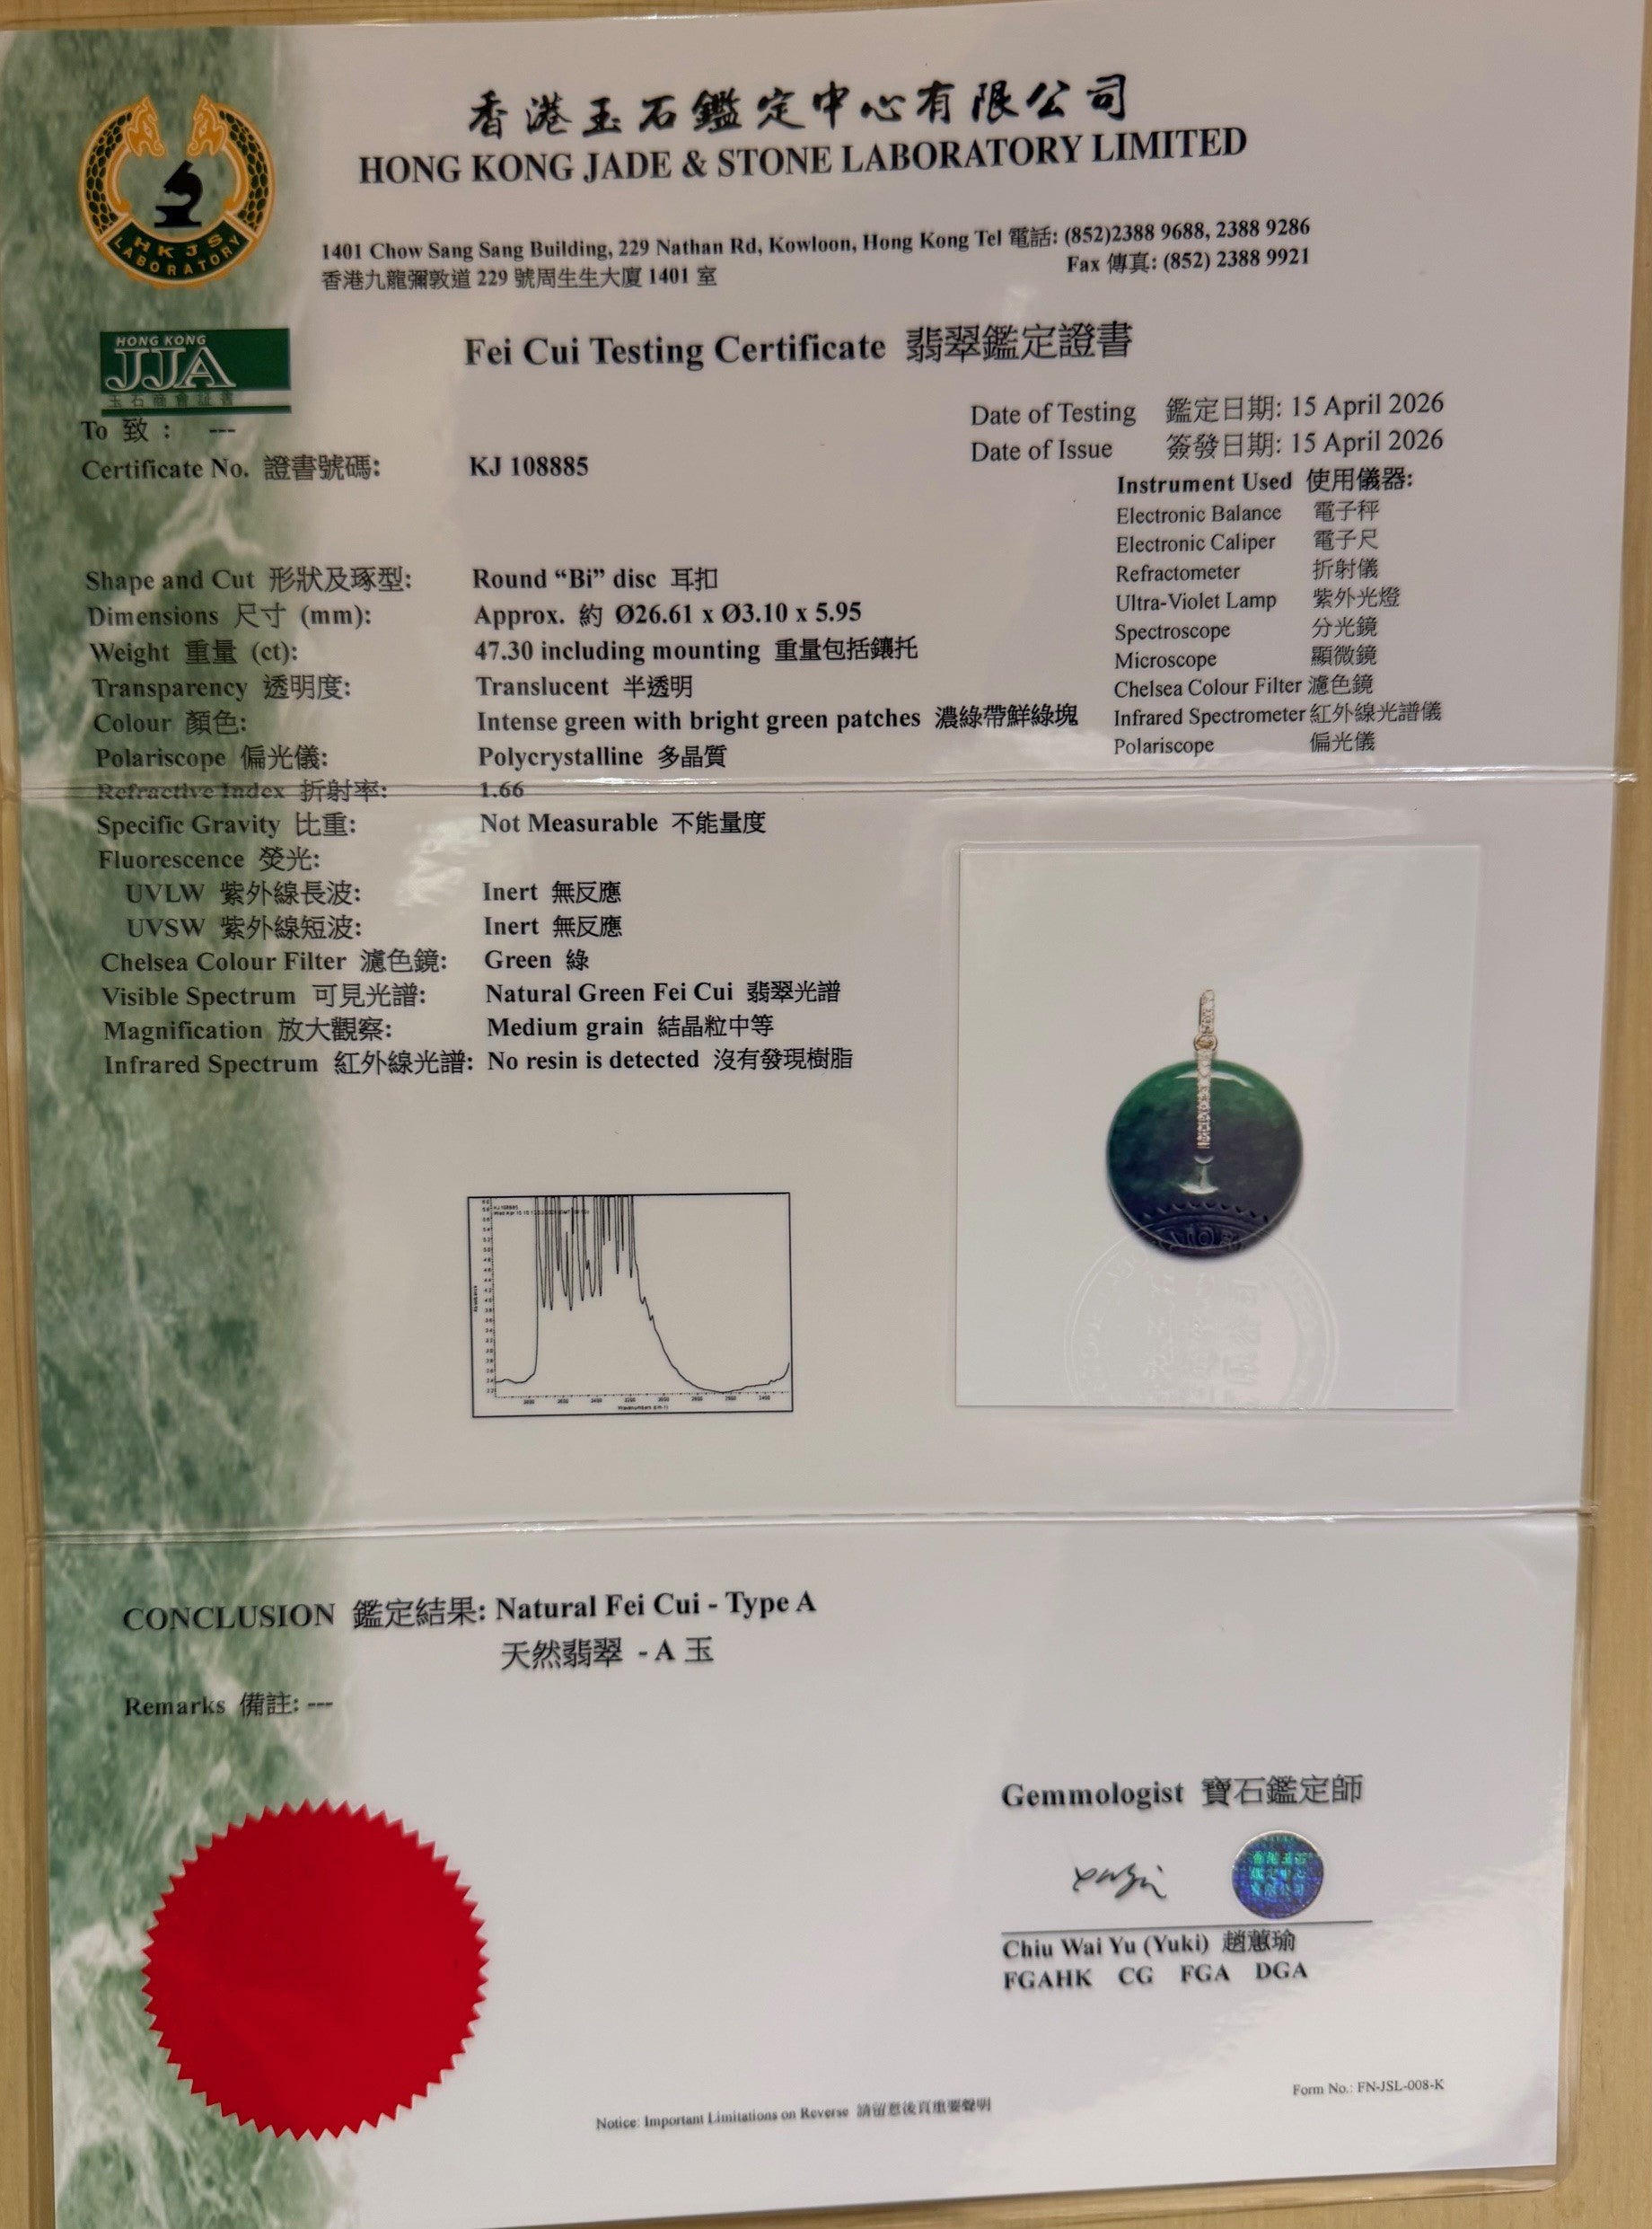 香港玉石鑑定中心有限公司
HONG KONG JADE & STONE LABORATORY LIMITED
HKJS
LABORATORY
1401 Chow Sang Sang Building, 229 Nathan Rd, Kowloon, Hong Kong Tel 電話: (852)2388 9688, 2388 9286
香港九龍彌敦道 229 號周生生大廈 1401 室
Fax 傳真: (852) 2388 9921
HONG KONG
JJA
玉石商會証書
Fei Cui Testing Certificate 翡翠鑑定證書
To 致 : ---
Date of Testing 鑑定日期: 15 April 2026
Date of Issue 簽發日期: 15 April 2026
Certificate No. 證書號碼: KJ 108885
Instrument Used 使用儀器:
Electronic Balance 電子秤
Electronic Caliper 電子尺
Refractometer 折射儀
Ultra-Violet Lamp 紫外光燈
Spectroscope 分光鏡
Microscope 顯微鏡
Chelsea Colour Filter 濾色鏡
Infrared Spectrometer 紅外線光譜儀
Polariscope 偏光儀
Shape and Cut 形狀及琢型: Round “Bi” disc 耳扣
Dimensions 尺寸 (mm): Approx. 約 Ø26.61 x Ø3.10 x 5.95
Weight 重量 (ct): 47.30 including mounting 重量包括鑲托
Transparency 透明度: Translucent 半透明
Colour 顏色: Intense green with bright green patches 濃綠帶鮮綠塊
Polariscope 偏光儀: Polycrystalline 多晶質
Refractive Index 折射率: 1.66
Specific Gravity 比重: Not Measurable 不能量度
Fluorescence 熒光:
UVLW 紫外線長波: Inert 無反應
UVSW 紫外線短波: Inert 無反應
Chelsea Colour Filter 濾色鏡: Green 綠
Visible Spectrum 可見光譜: Natural Green Fei Cui 翡翠光譜
Magnification 放大觀察: Medium grain 結晶粒中等
Infrared Spectrum 紅外線光譜: No resin is detected 沒有發現樹脂
CONCLUSION 鑑定結果: Natural Fei Cui - Type A
天然翡翠 - A 玉
Remarks 備註: ---
Gemmologist 寶石鑑定師
香港玉石
鑑定中心
有限公司
Chiu Wai Yu (Yuki) 趙蕙瑜
FGAHK CG FGA DGA
Form No.: FN-JSL-008-K
Notice: Important Limitations on Reverse 請留意後頁重要聲明